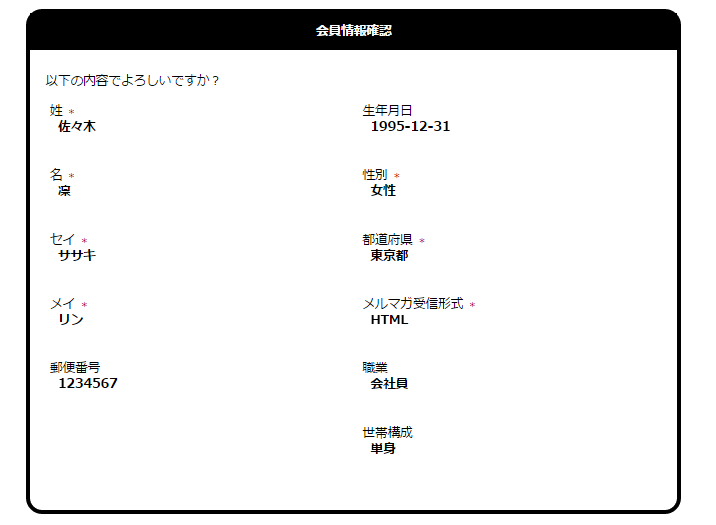 会員情報確認
以下の内容でよろしいですか？
姓 *
佐々木
生年月日
1995-12-31
名 *
凛
性別 *
女性
セイ *
ササキ
都道府県 *
東京都
メイ *
リン
メルマガ受信形式 *
HTML
郵便番号
1234567
職業
会社員
世帯構成
単身